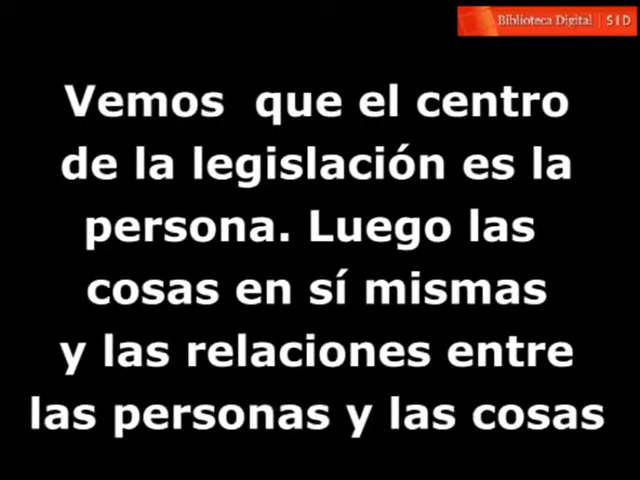 Biblioteca Digital | SID
Vemos que el centro
de la legislación es la
persona. Luego las
cosas en sí mismas
y las relaciones entre
las personas y las cosas